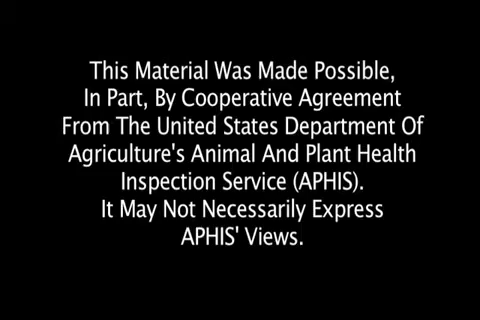 This Material Was Made Possible,
In Part, By Cooperative Agreement
From The United States Department Of
Agriculture's Animal And Plant Health
Inspection Service (APHIS).
It May Not Necessarily Express
APHIS' Views.